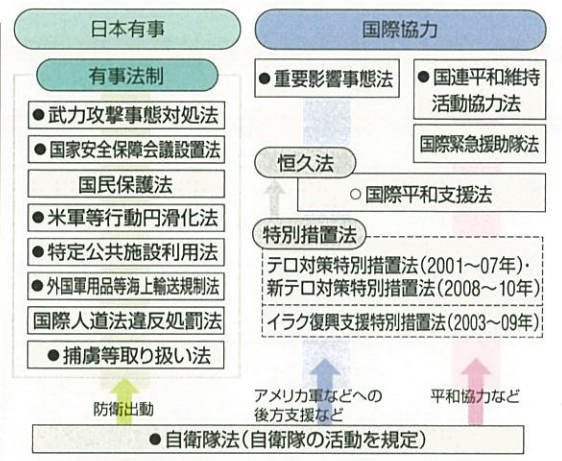 日本有事
有事法制
●武力攻撃事態対処法
●国家安全保障会議設置法
国民保護法
●米軍等行動円滑化法
●特定公共施設利用法
●外国軍用品等海上輸送規制法
国際人道法違反処罰法
●捕虜等取り扱い法
防衛出動
国際協力
●重要影響事態法
●国連平和維持
活動協力法
国際緊急援助隊法
恒久法
○国際平和支援法
特別措置法
テロ対策特別措置法(2001〜07年)・
新テロ対策特別措置法(2008〜10年)
イラク復興支援特別措置法(2003〜09年)
アメリカ軍などへの
後方支援など
平和協力など
●自衛隊法(自衛隊の活動を規定)